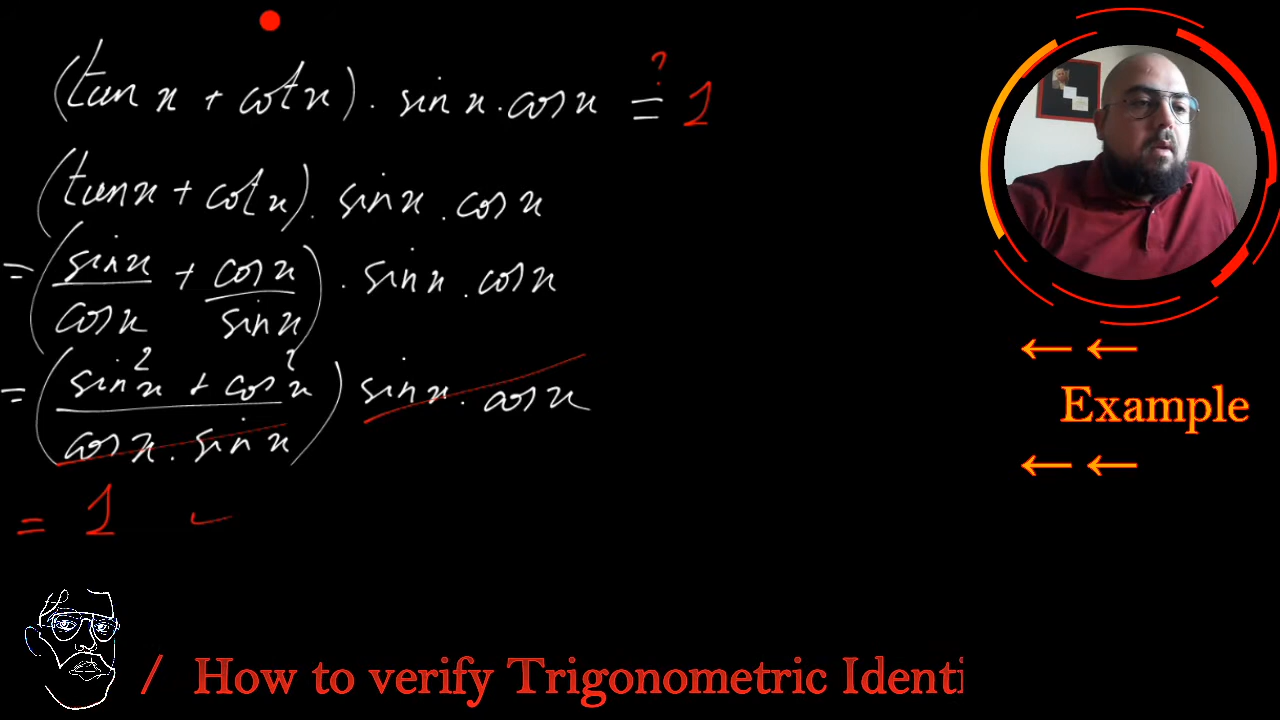 (tan x + cot x) . sin x . cos x =? 1
(tan x + cot x) . sin x . cos x
= (sin x / cos x + cos x / sin x) . sin x . cos x
= (sin² x + cos² x / cos x . sin x) sin x . cos x
= 1 ✓
← ←
Example
← ←
/ How to verify Trigonometric Identi